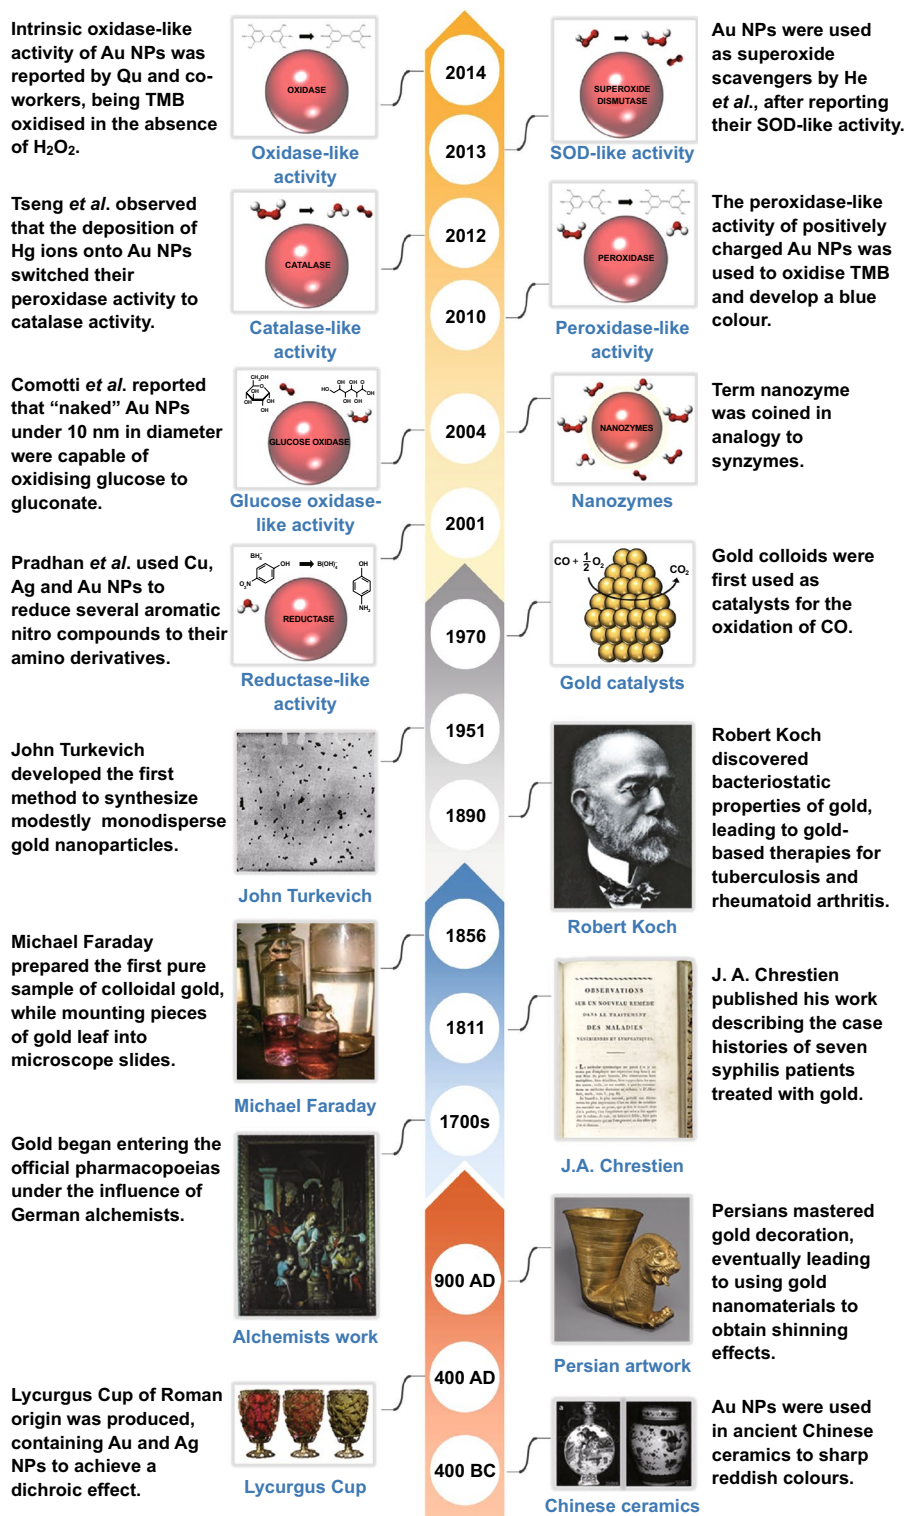 Intrinsic oxidase-like
activity of Au NPs was
reported by Qu and co-
workers, being TMB
oxidised in the absence
of H₂O₂.
OXIDASE
Oxidase-like
activity
2014
SUPEROXIDE
DISMUTASE
SOD-like activity
Au NPs were used
as superoxide
scavengers by He
et al., after reporting
their SOD-like activity.
2013
Tseng et al. observed
that the deposition of
Hg ions onto Au NPs
switched their
peroxidase activity to
catalase activity.
CATALASE
Catalase-like
activity
2012
PEROXIDASE
Peroxidase-like
activity
The peroxidase-like
activity of positively
charged Au NPs was
used to oxidise TMB
and develop a blue
colour.
2010
Comotti et al. reported
that “naked” Au NPs
under 10 nm in diameter
were capable of
oxidising glucose to
gluconate.
GLUCOSE OXIDASE
Glucose oxidase-
like activity
2004
NANOZYMES
Nanozymes
Term nanozyme
was coined in
analogy to
synzymes.
2001
Pradhan et al. used Cu,
Ag and Au NPs to
reduce several aromatic
nitro compounds to their
amino derivatives.
BH₄⁻
OH
O₂N
B(OH)₄⁻
OH
NH₂
REDUCTASE
Reductase-like
activity
1970
CO + 1/2 O₂
CO₂
Gold catalysts
Gold colloids were
first used as
catalysts for the
oxidation of CO.
1951
John Turkevich
developed the first
method to synthesize
modestly monodisperse
gold nanoparticles.
John Turkevich
1890
Robert Koch
Robert Koch
discovered
bacteriostatic
properties of gold,
leading to gold-
based therapies for
tuberculosis and
rheumatoid arthritis.
1856
Michael Faraday
prepared the first pure
sample of colloidal gold,
while mounting pieces
of gold leaf into
microscope slides.
Michael Faraday
1811
OBSERVATIONS
SUR UN NOUVEAU REMÈDE
DANS LE TRAITEMENT
DES MALADIES
VÉNÉRIENNES ET LYMPHATIQUES.
J.A. Chrestien
J. A. Chrestien
published his work
describing the case
histories of seven
syphilis patients
treated with gold.
1700s
Gold began entering the
official pharmacopoeias
under the influence of
German alchemists.
Alchemists work
900 AD
Persian artwork
Persians mastered
gold decoration,
eventually leading
to using gold
nanomaterials to
obtain shinning
effects.
400 AD
Lycurgus Cup of Roman
origin was produced,
containing Au and Ag
NPs to achieve a
dichroic effect.
Lycurgus Cup
400 BC
a
Chinese ceramics
Au NPs were used
in ancient Chinese
ceramics to sharp
reddish colours.